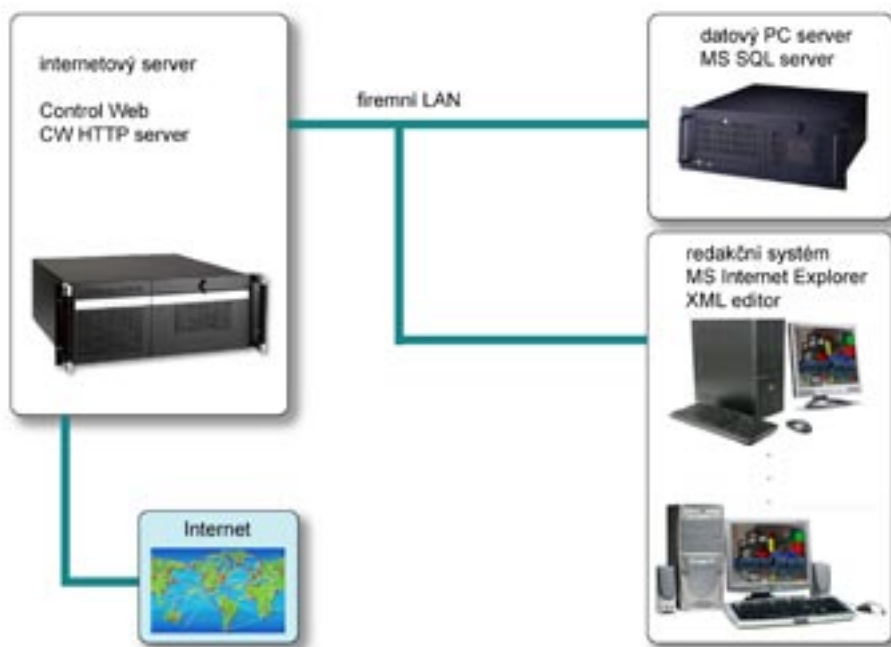 internetový server
Control Web
CW HTTP server
firemní LAN
datový PC server
MS SQL server
redakční systém
MS Internet Explorer
XML editor
Internet